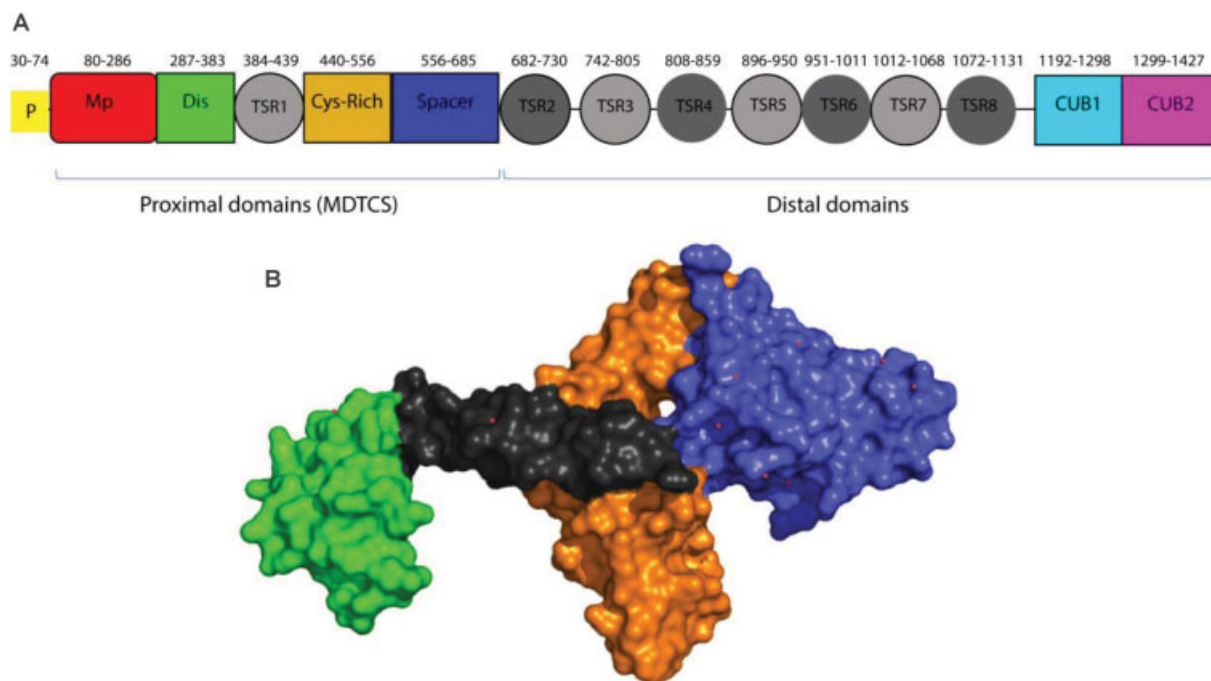 A
30-74 80-286 287-383 384-439 440-556 556-685 682-730 742-805 808-859 896-950 951-1011 1012-1068 1072-1131 1192-1298 1299-1427
P Mp Dis TSR1 Cys-Rich Spacer TSR2 TSR3 TSR4 TSR5 TSR6 TSR7 TSR8 CUB1 CUB2
Proximal domains (MDTCS) Distal domains
B